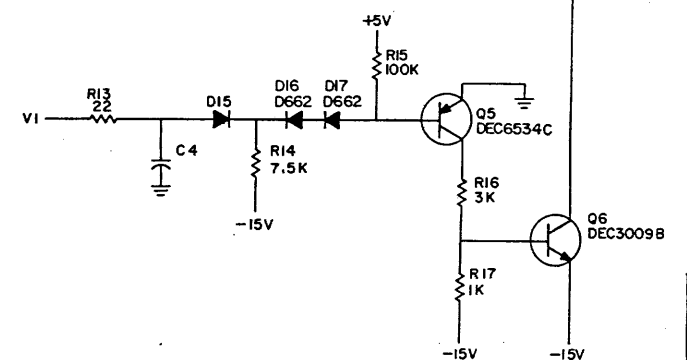 +5V
R15
100K
R13
22
V1
D15
D16
D662
D17
D662
Q5
DEC6534C
C4
R14
7.5K
-15V
R16
3K
Q6
DEC3009B
R17
1K
-15V
-15V